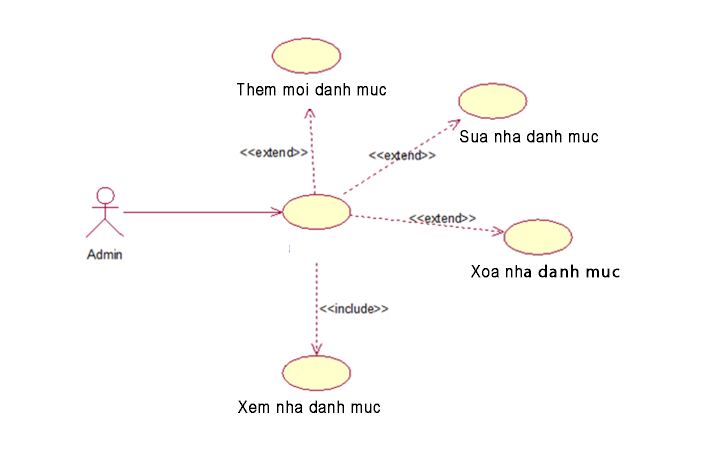 Them moi danh muc
Sua nha danh muc
<<extend>>
<<extend>>
<<extend>>
Admin
Xoa nha danh muc
<<include>>
Xem nha danh muc